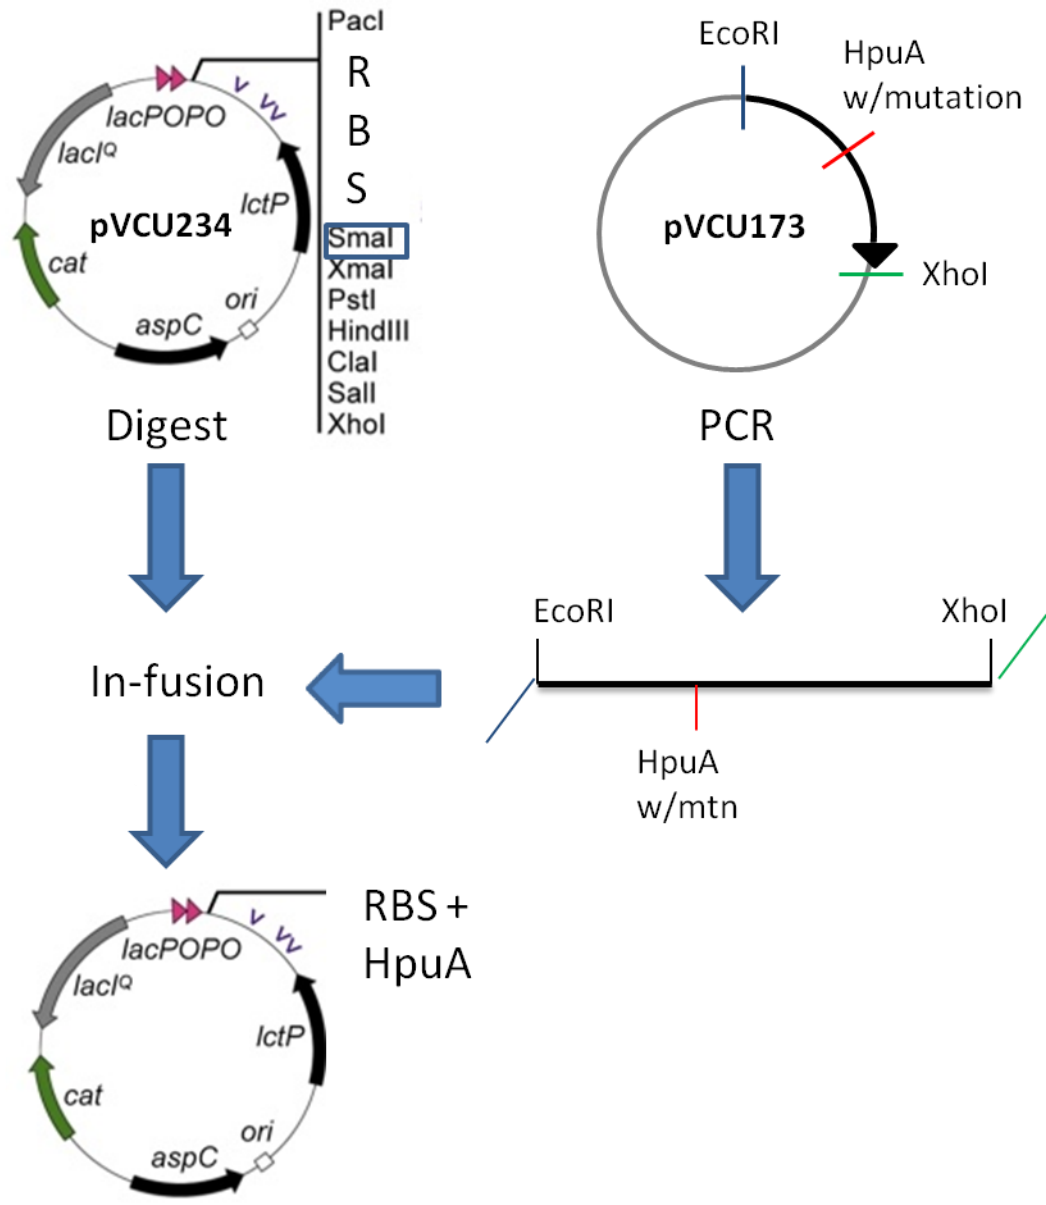 PacI
R
B
S
SmaI
XmaI
PstI
HindIII
ClaI
SalI
XhoI
lacPOPO
lacIQ
lctP
pVCU234
cat
ori
aspC
Digest
EcoRI
HpuA
w/mutation
pVCU173
XhoI
PCR
EcoRI
XhoI
In-fusion
HpuA
w/mtn
RBS +
HpuA
lacPOPO
lacIQ
lctP
cat
ori
aspC